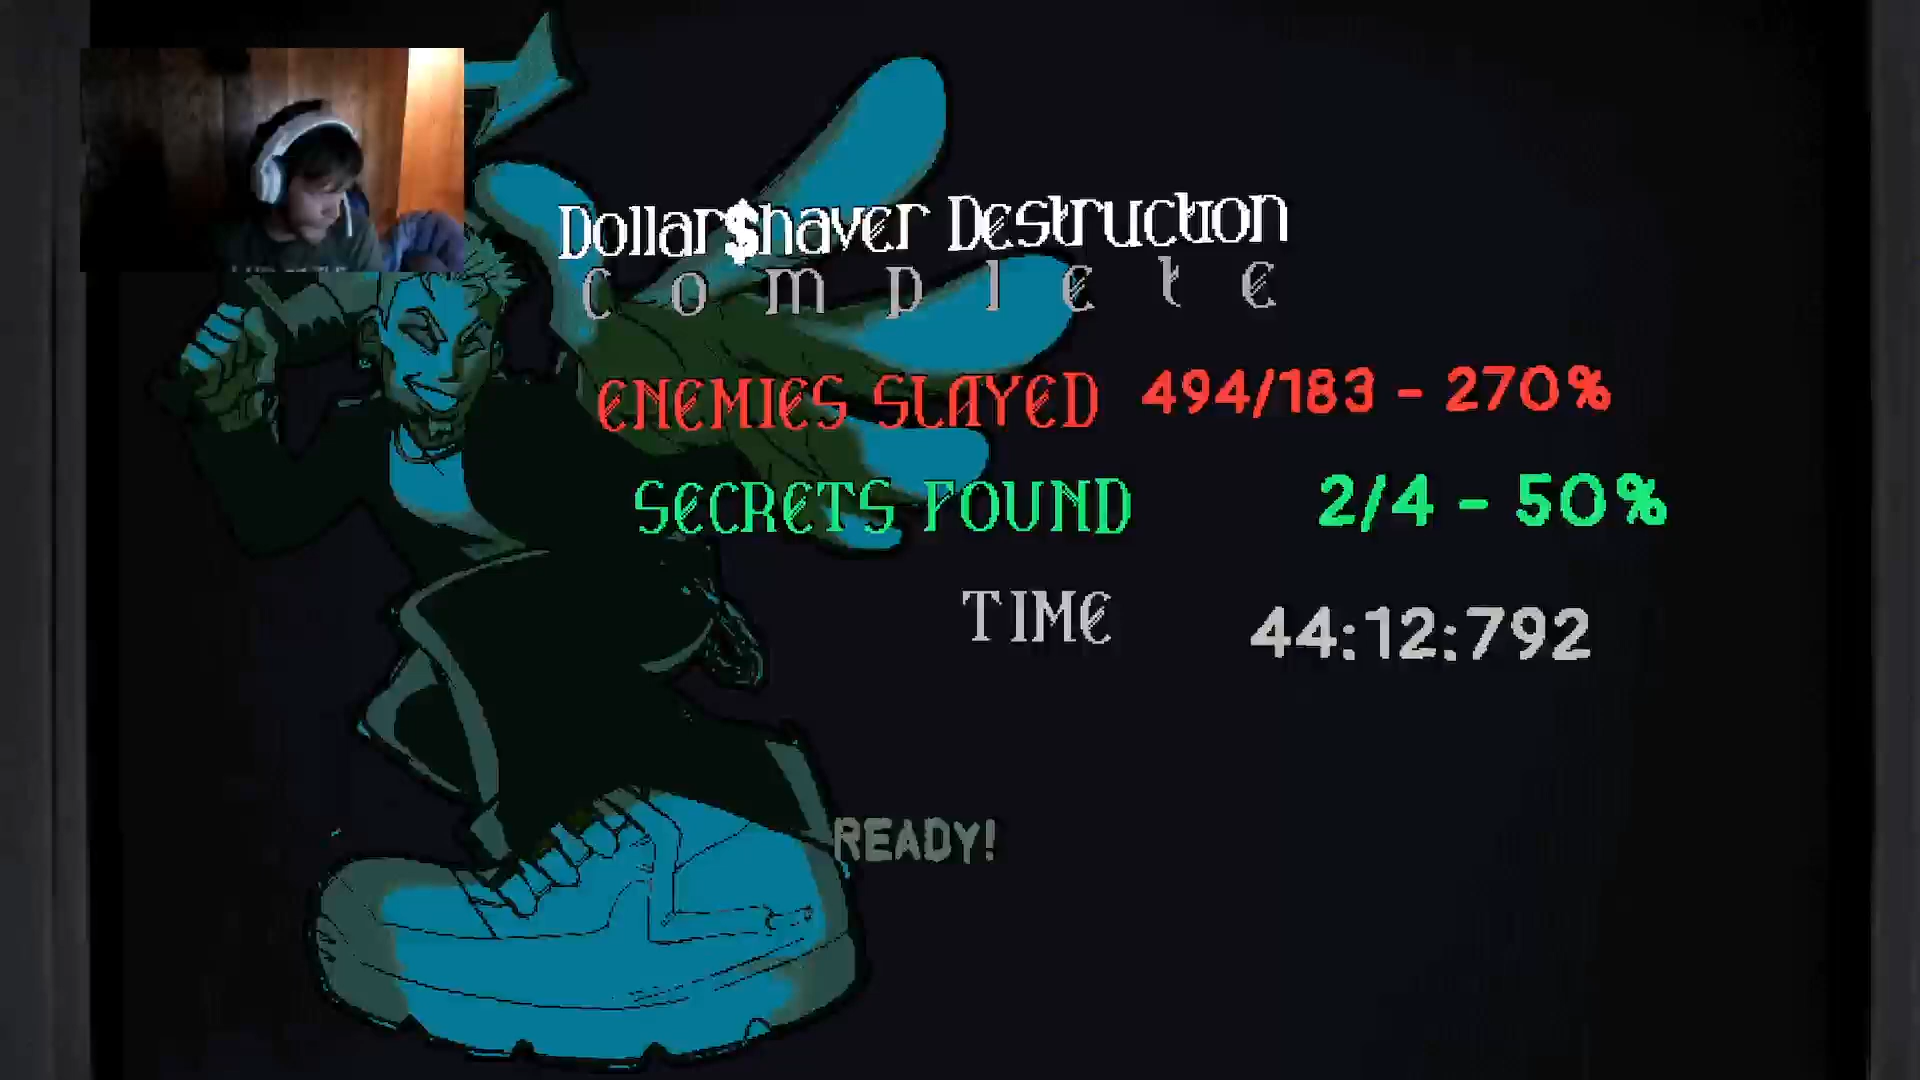 Dollar$haver Destruction
complete
ENEMIES SLAYED 494/183 - 270%
SECRETS FOUND 2/4 - 50%
TIME 44:12:792
READY!